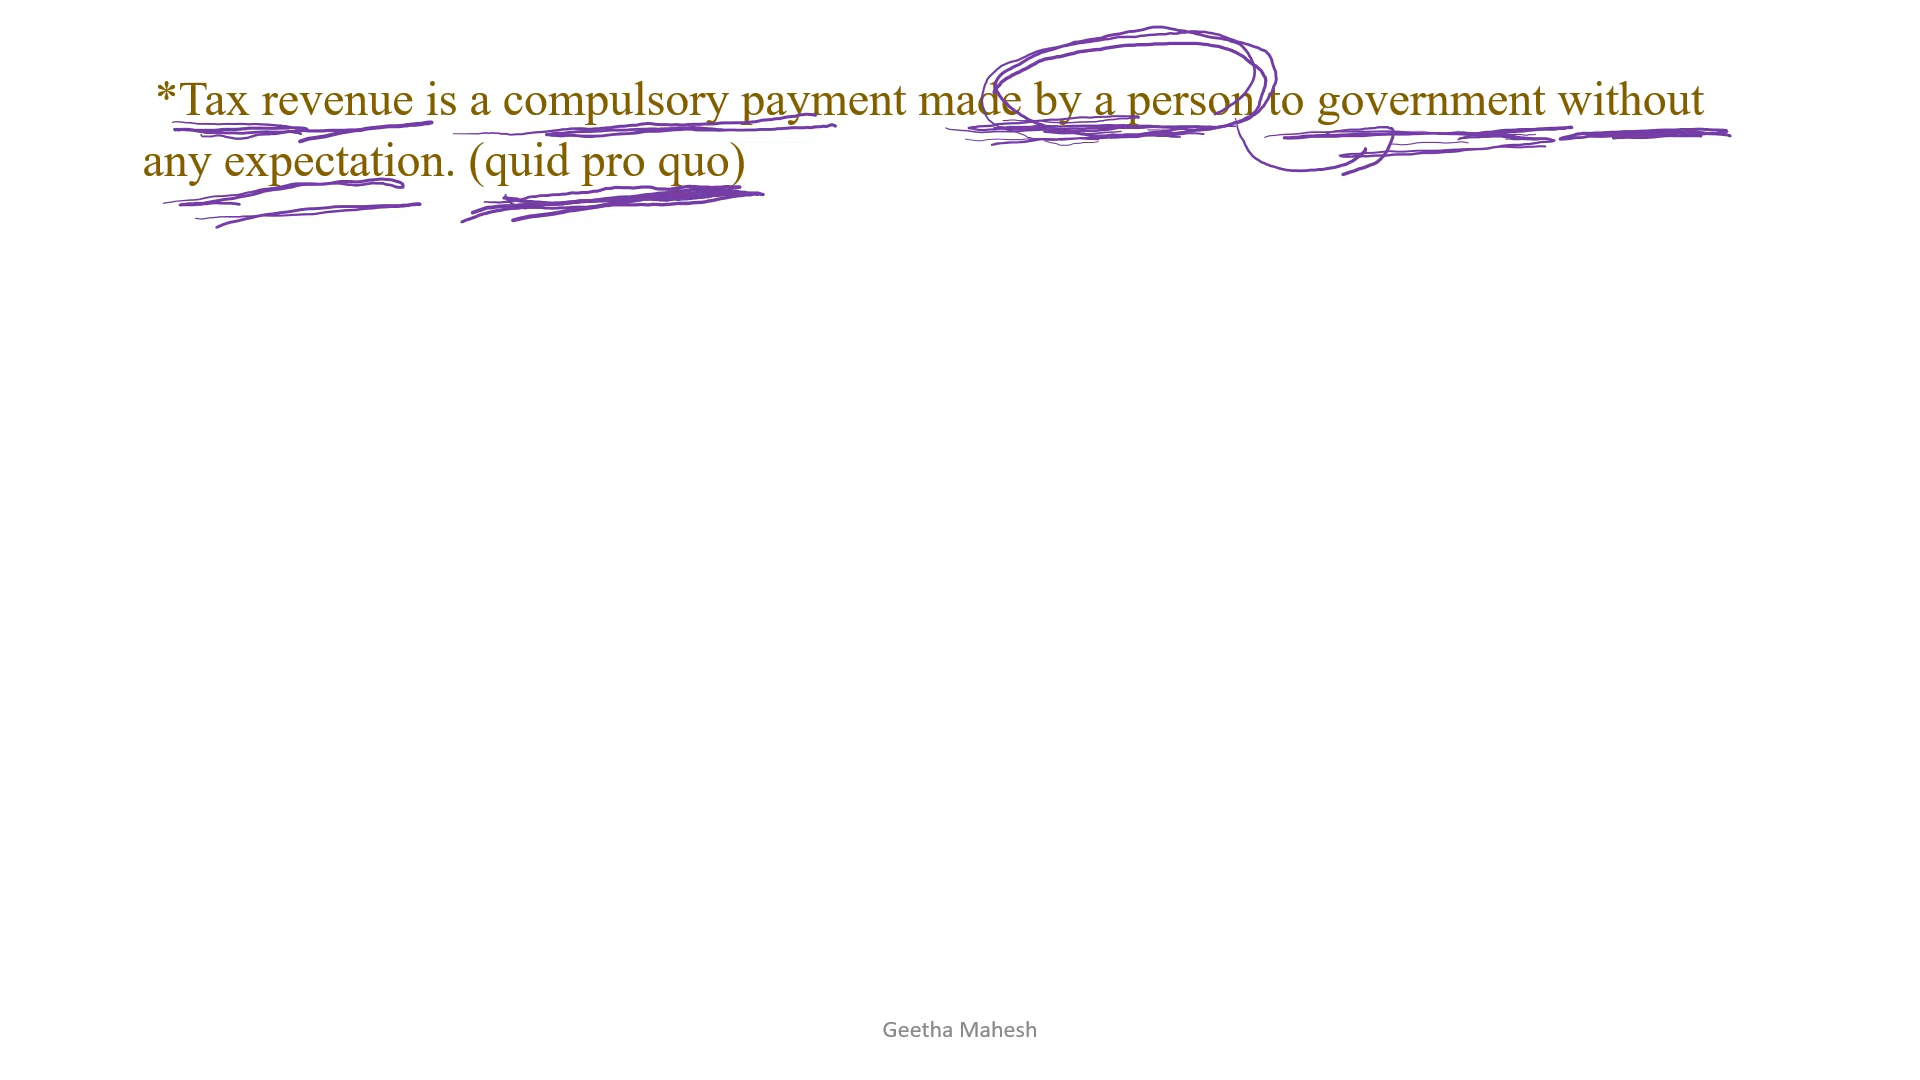 *Tax revenue is a compulsory payment made by a person to government without
any expectation. (quid pro quo)
Geetha Mahesh